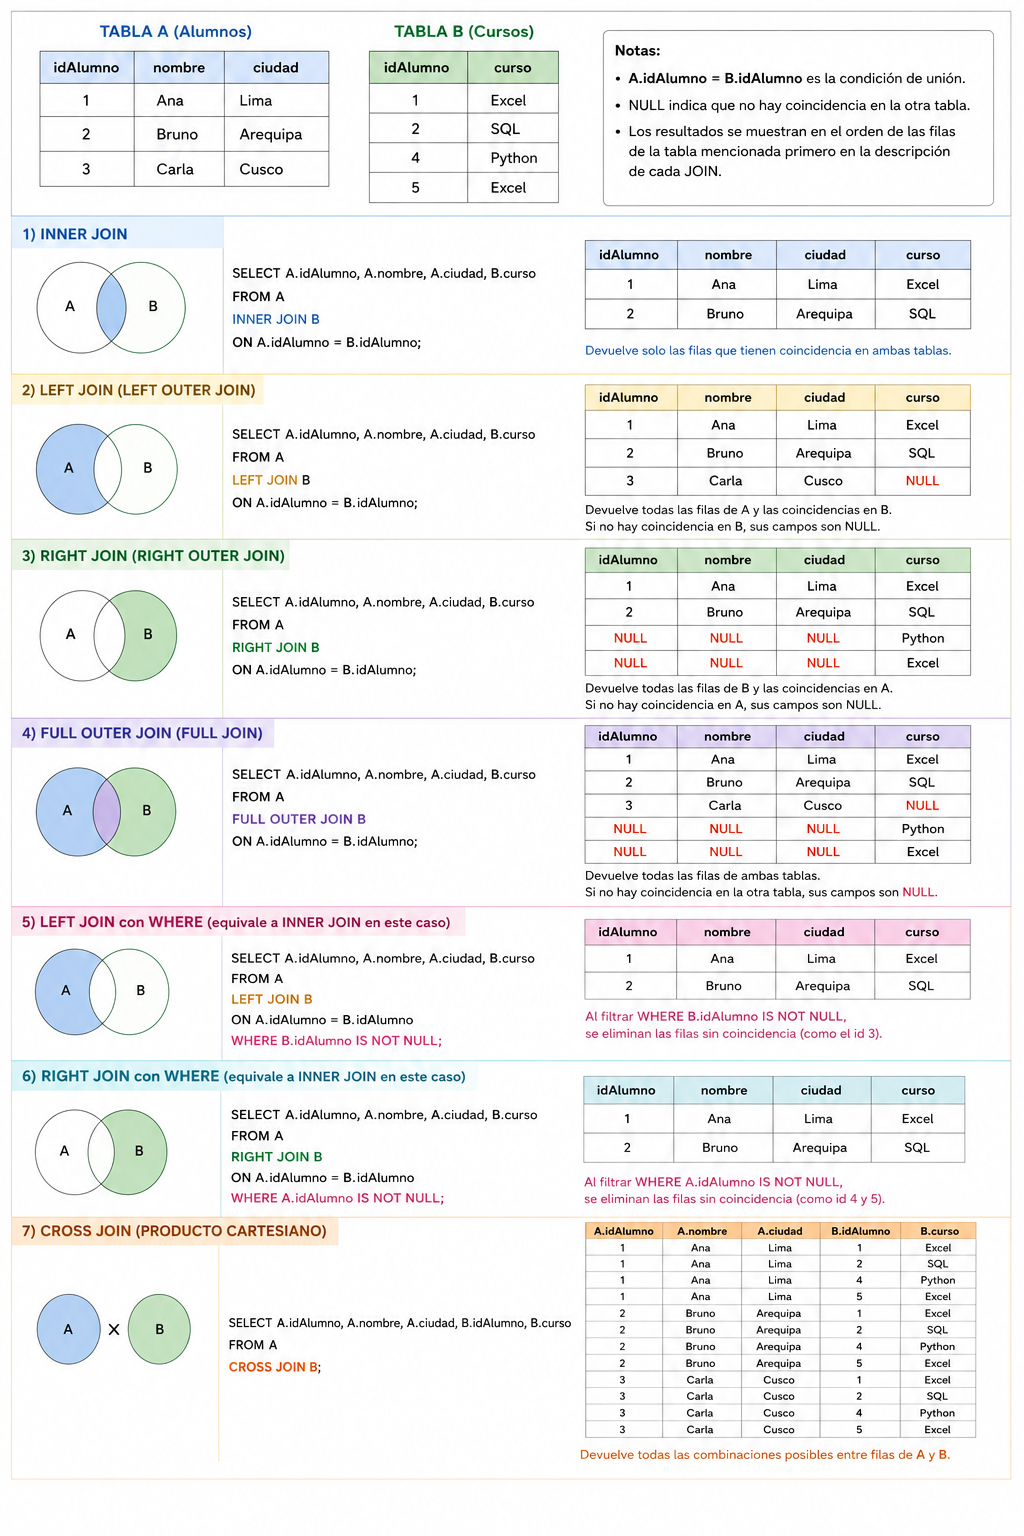 TABLA A (Alumnos)
idAlumno nombre ciudad
1 Ana Lima
2 Bruno Arequipa
3 Carla Cusco
TABLA B (Cursos)
idAlumno curso
1 Excel
2 SQL
4 Python
5 Excel
Notas:
• A.idAlumno = B.idAlumno es la condición de unión.
• NULL indica que no hay coincidencia en la otra tabla.
• Los resultados se muestran en el orden de las filas
de la tabla mencionada primero en la descripción
de cada JOIN.
1) INNER JOIN
A B
SELECT A.idAlumno, A.nombre, A.ciudad, B.curso
FROM A
INNER JOIN B
ON A.idAlumno = B.idAlumno;
idAlumno nombre ciudad curso
1 Ana Lima Excel
2 Bruno Arequipa SQL
Devuelve solo las filas que tienen coincidencia en ambas tablas.
2) LEFT JOIN (LEFT OUTER JOIN)
A B
SELECT A.idAlumno, A.nombre, A.ciudad, B.curso
FROM A
LEFT JOIN B
ON A.idAlumno = B.idAlumno;
idAlumno nombre ciudad curso
1 Ana Lima Excel
2 Bruno Arequipa SQL
3 Carla Cusco NULL
Devuelve todas las filas de A y las coincidencias en B.
Si no hay coincidencia en B, sus campos son NULL.
3) RIGHT JOIN (RIGHT OUTER JOIN)
A B
SELECT A.idAlumno, A.nombre, A.ciudad, B.curso
FROM A
RIGHT JOIN B
ON A.idAlumno = B.idAlumno;
idAlumno nombre ciudad curso
1 Ana Lima Excel
2 Bruno Arequipa SQL
NULL NULL NULL Python
NULL NULL NULL Excel
Devuelve todas las filas de B y las coincidencias en A.
Si no hay coincidencia en A, sus campos son NULL.
4) FULL OUTER JOIN (FULL JOIN)
A B
SELECT A.idAlumno, A.nombre, A.ciudad, B.curso
FROM A
FULL OUTER JOIN B
ON A.idAlumno = B.idAlumno;
idAlumno nombre ciudad curso
1 Ana Lima Excel
2 Bruno Arequipa SQL
3 Carla Cusco NULL
NULL NULL NULL Python
NULL NULL NULL Excel
Devuelve todas las filas de ambas tablas.
Si no hay coincidencia en la otra tabla, sus campos son NULL.
5) LEFT JOIN con WHERE (equivale a INNER JOIN en este caso)
A B
SELECT A.idAlumno, A.nombre, A.ciudad, B.curso
FROM A
LEFT JOIN B
ON A.idAlumno = B.idAlumno
WHERE B.idAlumno IS NOT NULL;
idAlumno nombre ciudad curso
1 Ana Lima Excel
2 Bruno Arequipa SQL
Al filtrar WHERE B.idAlumno IS NOT NULL,
se eliminan las filas sin coincidencia (como el id 3).
6) RIGHT JOIN con WHERE (equivale a INNER JOIN en este caso)
A B
SELECT A.idAlumno, A.nombre, A.ciudad, B.curso
FROM A
RIGHT JOIN B
ON A.idAlumno = B.idAlumno
WHERE A.idAlumno IS NOT NULL;
idAlumno nombre ciudad curso
1 Ana Lima Excel
2 Bruno Arequipa SQL
Al filtrar WHERE A.idAlumno IS NOT NULL,
se eliminan las filas sin coincidencia (como id 4 y 5).
7) CROSS JOIN (PRODUCTO CARTESIANO)
A X B
SELECT A.idAlumno, A.nombre, A.ciudad, B.idAlumno, B.curso
FROM A
CROSS JOIN B;
A.idAlumno A.nombre A.ciudad B.idAlumno B.curso
1 Ana Lima 1 Excel
1 Ana Lima 2 SQL
1 Ana Lima 4 Python
1 Ana Lima 5 Excel
2 Bruno Arequipa 1 Excel
2 Bruno Arequipa 2 SQL
2 Bruno Arequipa 4 Python
2 Bruno Arequipa 5 Excel
3 Carla Cusco 1 Excel
3 Carla Cusco 2 SQL
3 Carla Cusco 4 Python
3 Carla Cusco 5 Excel
Devuelve todas las combinaciones posibles entre filas de A y B.